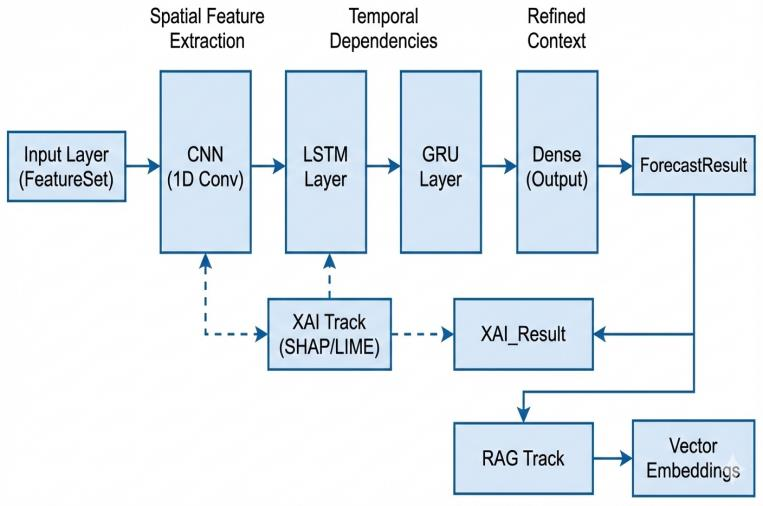 Spatial Feature
Extraction
Temporal
Dependencies
Refined
Context
Input Layer
(FeatureSet)
CNN
(1D Conv)
LSTM
Layer
GRU
Layer
Dense
(Output)
ForecastResult
XAI Track
(SHAP/LIME)
XAI_Result
RAG Track
Vector
Embeddings